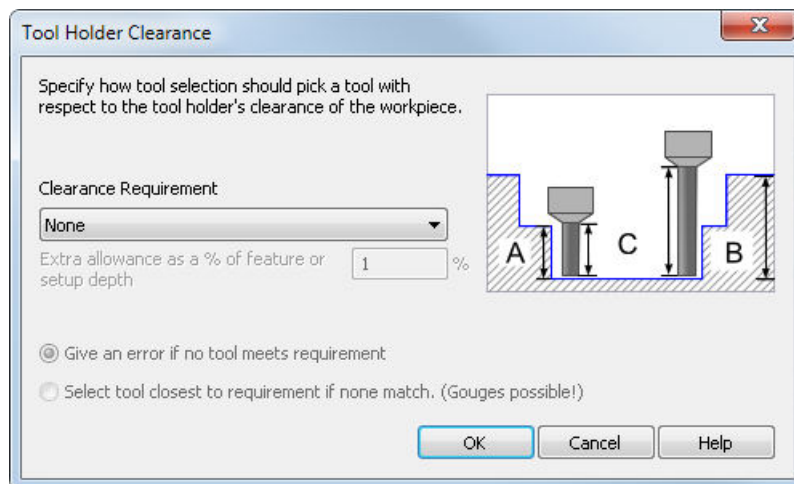 Tool Holder Clearance
Specify how tool selection should pick a tool with
respect to the tool holder's clearance of the workpiece.
Clearance Requirement
None
Extra allowance as a % of feature or
setup depth
1
%
A
C
B
Give an error if no tool meets requirement
Select tool closest to requirement if none match. (Gouges possible!)
OK
Cancel
Help